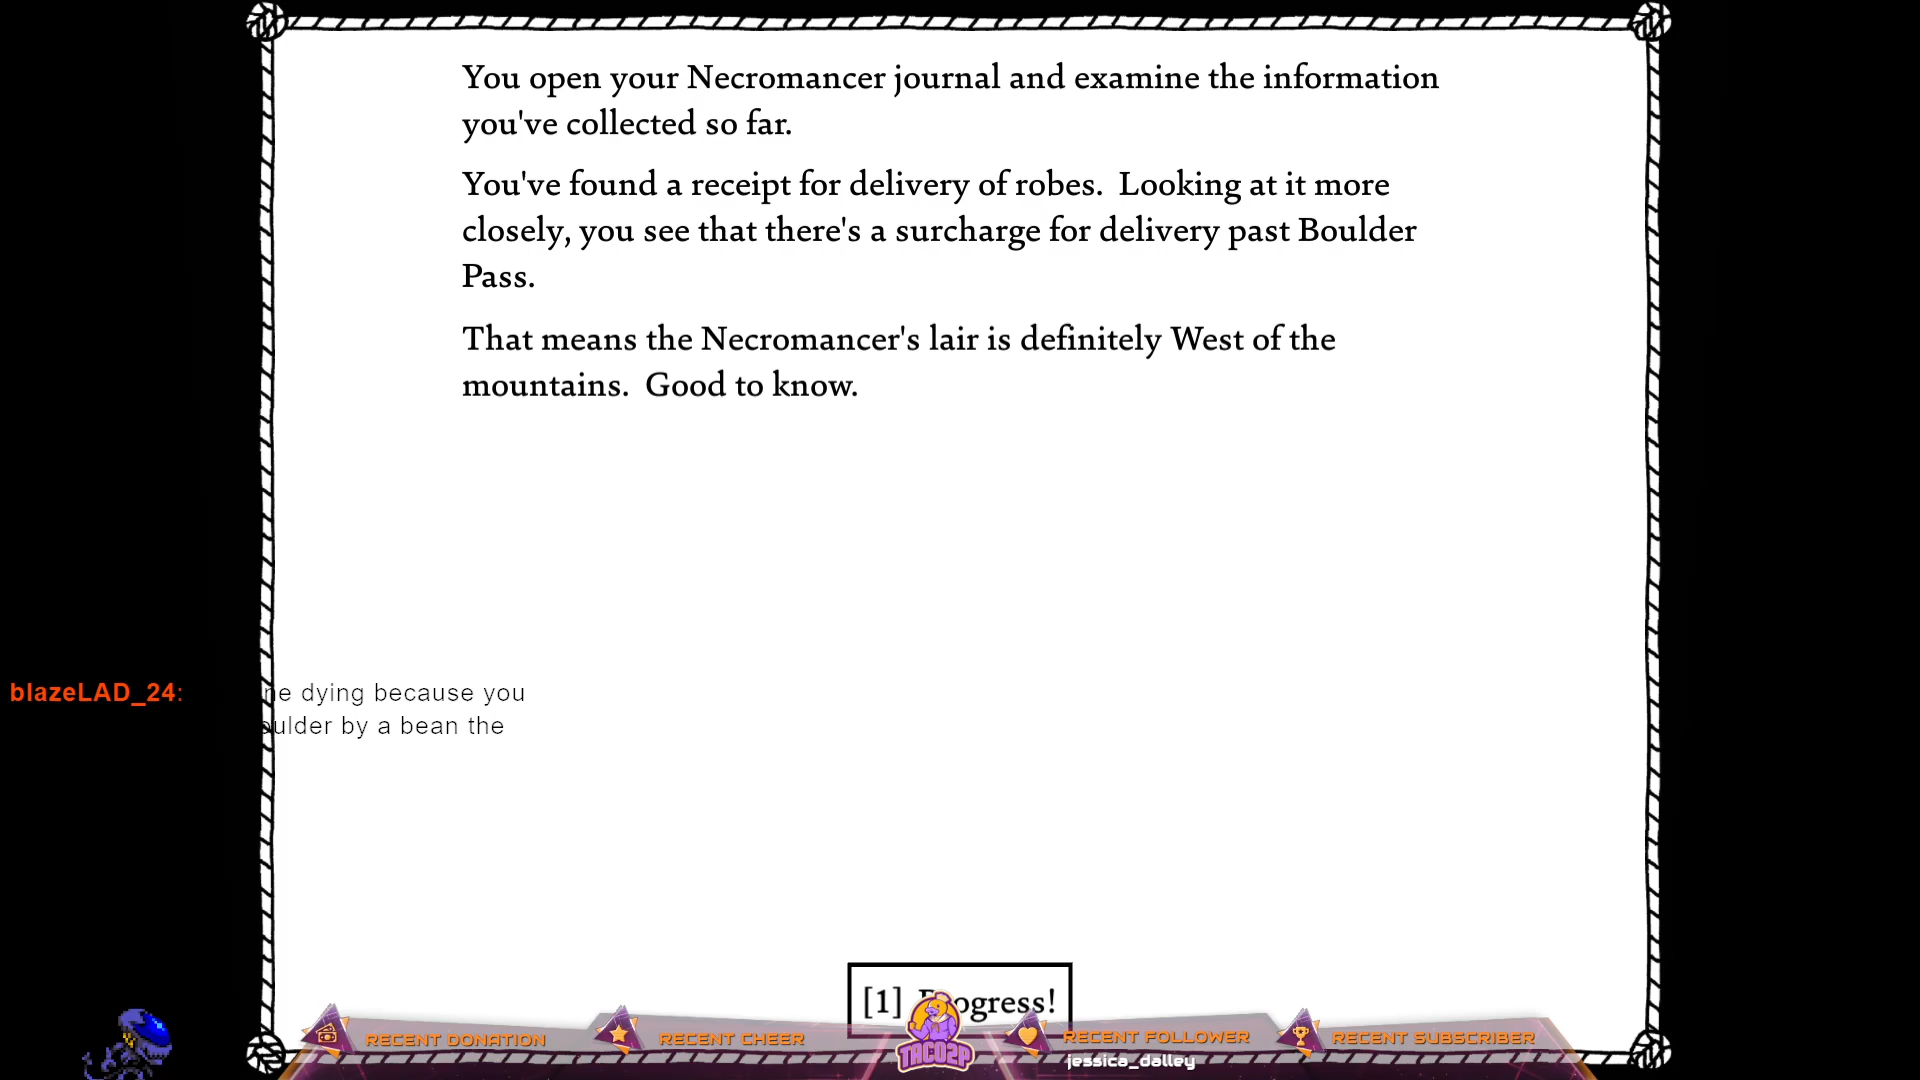 You open your Necromancer journal and examine the information
you've collected so far.
You've found a receipt for delivery of robes. Looking at it more
closely, you see that there's a surcharge for delivery past Boulder
Pass.
That means the Necromancer's lair is definitely West of the
mountains. Good to know.
blazeLAD_24: dying because you
by a bean the
[1]
RECENT DONATION
RECENT CHEER
TACO2P
RECENT FOLLOWER
jessica_dalley
RECENT SUBSCRIBER